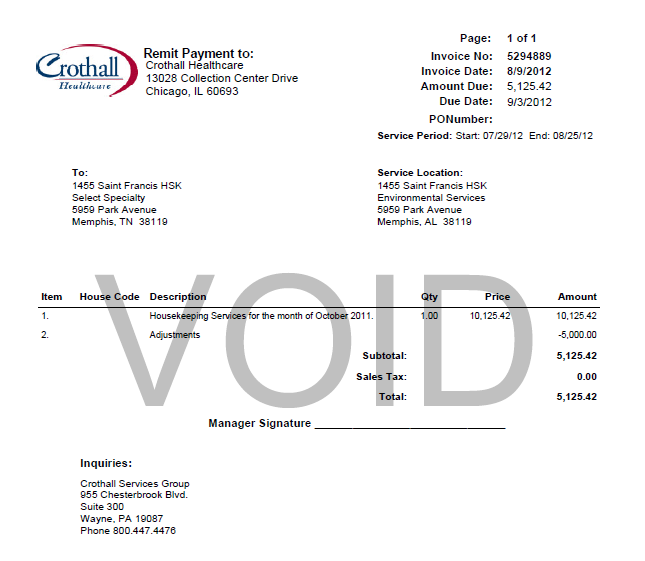 Crothall
Healthcare
Remit Payment to:
Crothall Healthcare
13028 Collection Center Drive
Chicago, IL 60693
Page: 1 of 1
Invoice No: 5294889
Invoice Date: 8/9/2012
Amount Due: 5,125.42
Due Date: 9/3/2012
PONumber:
Service Period: Start: 07/29/12 End: 08/25/12
To:
1455 Saint Francis HSK
Select Specialty
5959 Park Avenue
Memphis, TN 38119
Service Location:
1455 Saint Francis HSK
Environmental Services
5959 Park Avenue
Memphis, AL 38119
VOID
Item House Code Description Qty Price Amount
1. Housekeeping Services for the month of October 2011. 1.00 10,125.42 10,125.42
2. Adjustments -5,000.00
Subtotal: 5,125.42
Sales Tax: 0.00
Total: 5,125.42
Manager Signature
Inquiries:
Crothall Services Group
955 Chesterbrook Blvd.
Suite 300
Wayne, PA 19087
Phone 800.447.4476